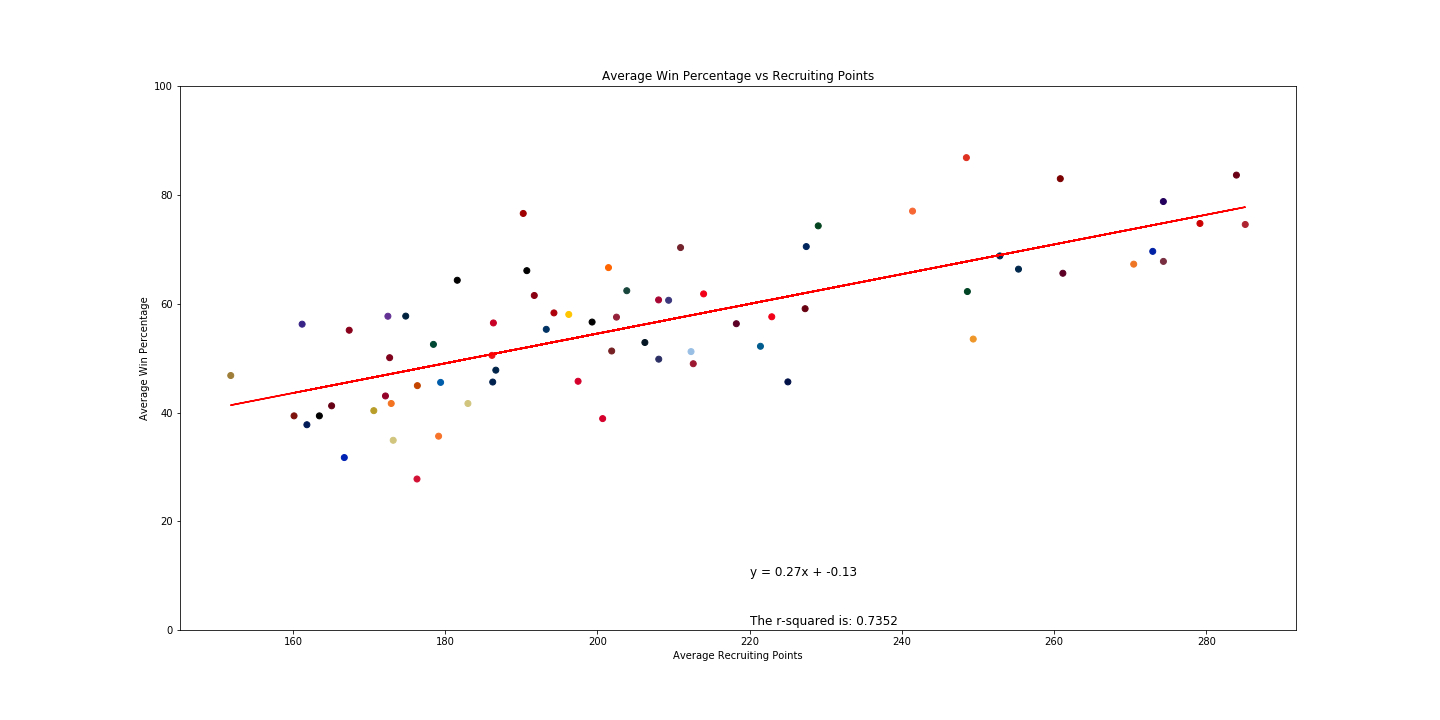 Average Win Percentage vs Recruiting Points
100
80
60
40
20
0
Average Win Percentage
y = 0.27x + -0.13
The r-squared is: 0.7352
160 180 200 220 240 260 280
Average Recruiting Points